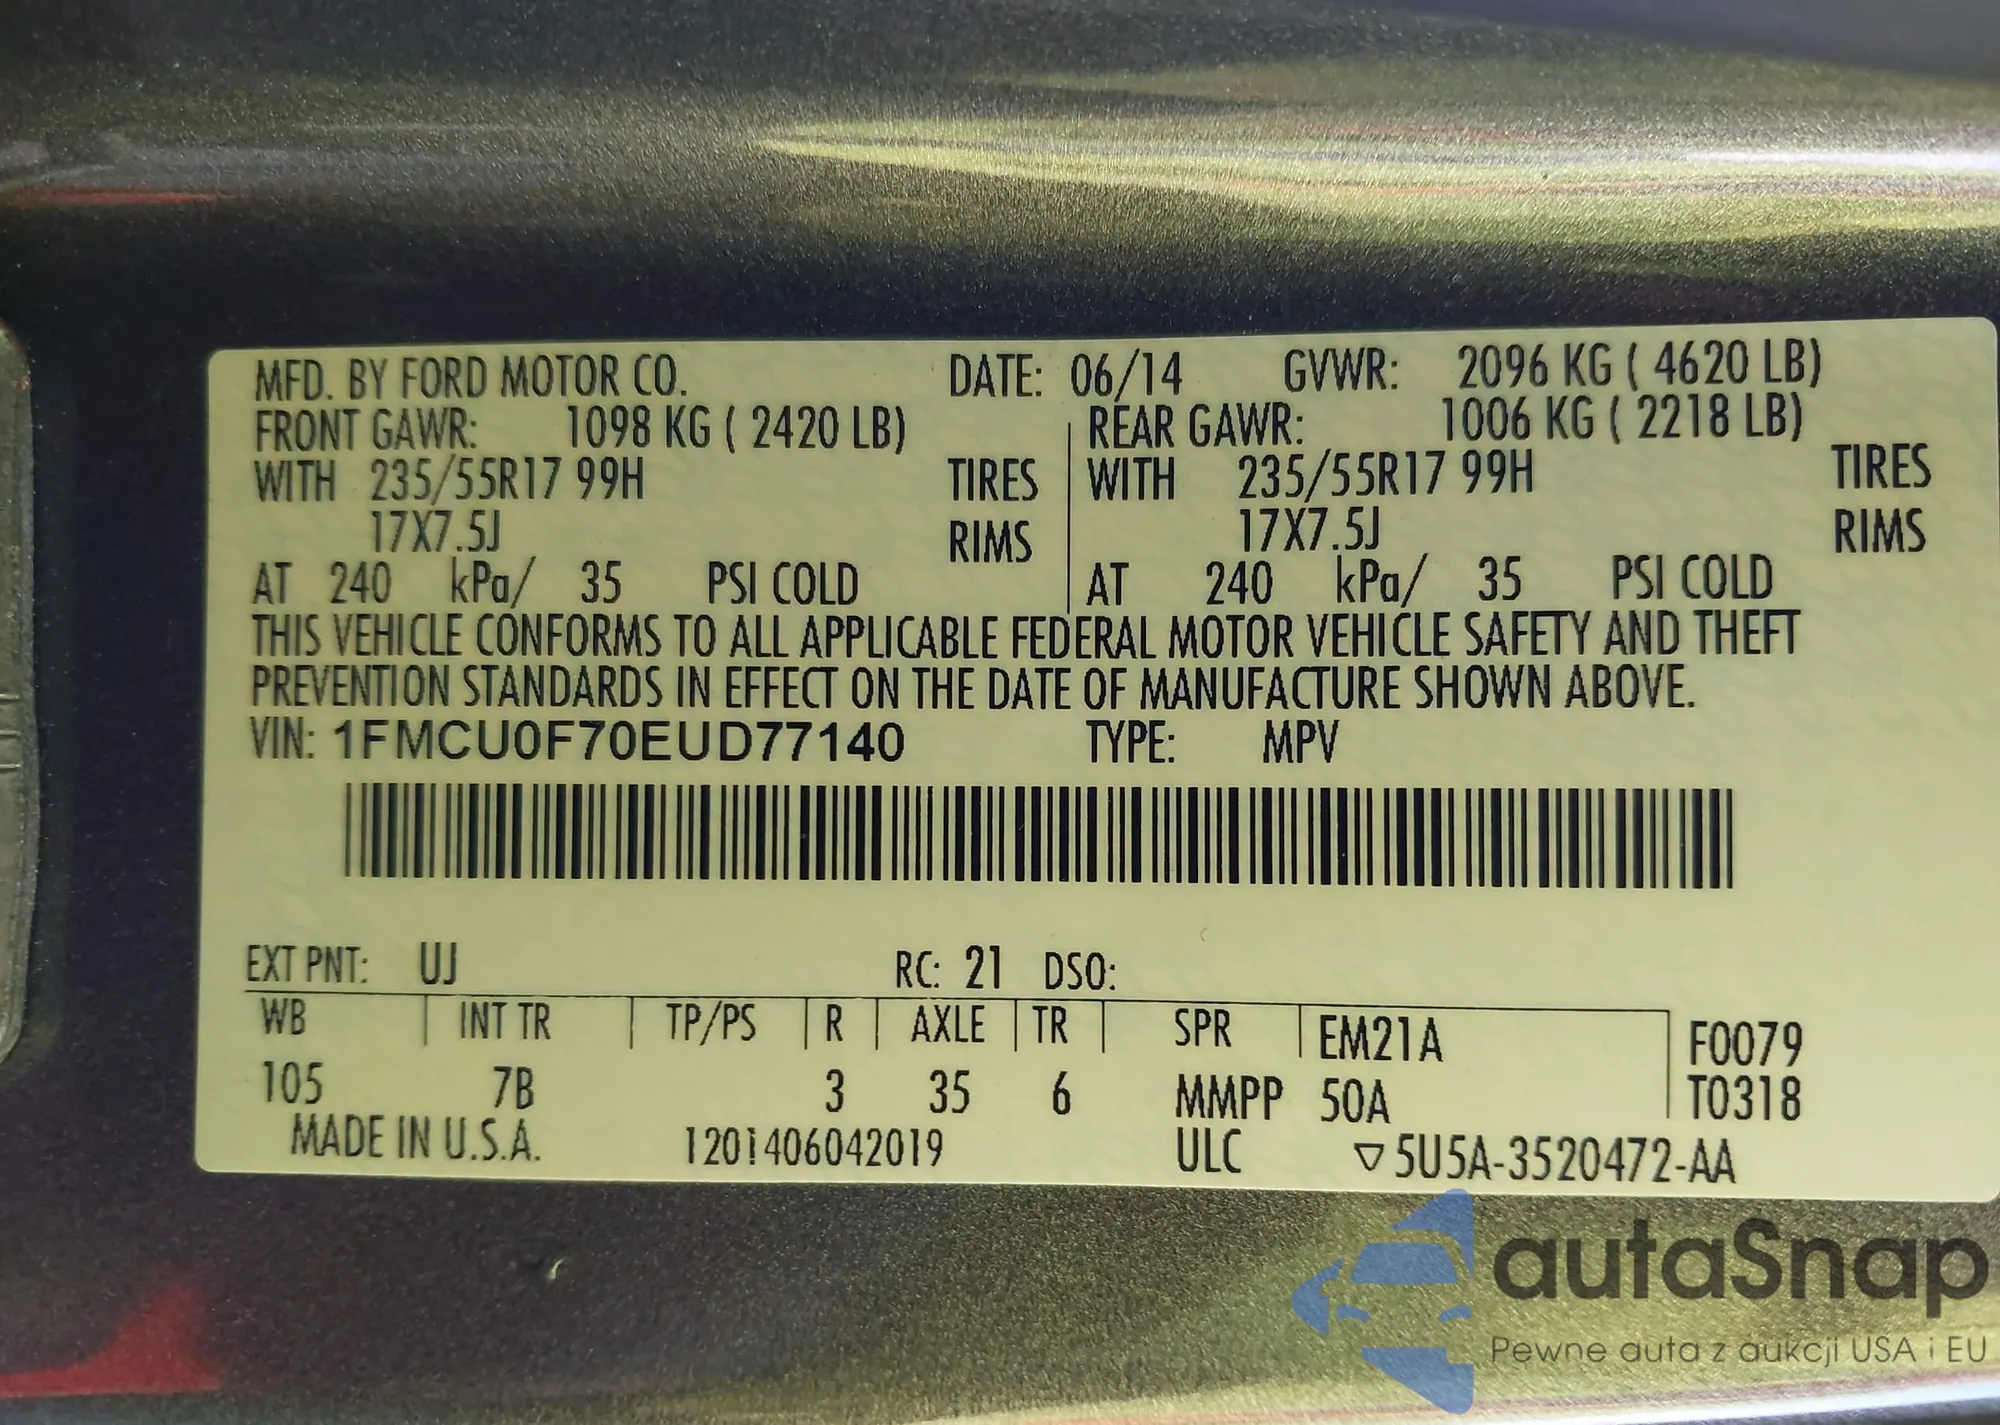 MFD. BY FORD MOTOR CO. DATE: 06/14 GVWR: 2096 KG ( 4620 LB)
FRONT GAWR: 1098 KG ( 2420 LB) REAR GAWR: 1006 KG ( 2218 LB)
WITH 235/55R17 99H TIRES WITH 235/55R17 99H TIRES
17X7.5J RIMS 17X7.5J RIMS
AT 240 kPa/ 35 PSI COLD AT 240 kPa/ 35 PSI COLD
THIS VEHICLE CONFORMS TO ALL APPLICABLE FEDERAL MOTOR VEHICLE SAFETY AND THEFT
PREVENTION STANDARDS IN EFFECT ON THE DATE OF MANUFACTURE SHOWN ABOVE.
VIN: 1FMCU0F70EUD77140 TYPE: MPV
EXT PNT: UJ RC: 21 DSO:
WB INT TR TP/PS R AXLE TR SPR EM21A F0079
105 7B 3 35 6 MMPP 50A T0318
MADE IN U.S.A. 1201406042019 ULC ▽5U5A-3520472-AA
autaSnap
Pewne auta z aukcji USA i EU